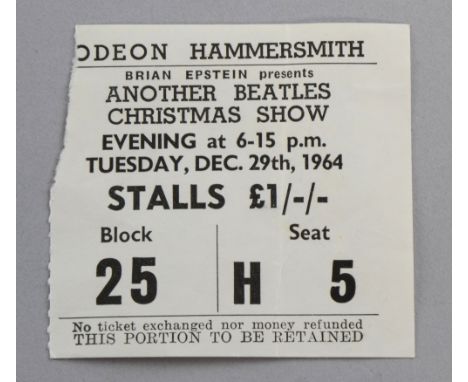 ODEON HAMMERSMITH
BRIAN EPSTEIN presents
ANOTHER BEATLES
CHRISTMAS SHOW
EVENING at 6-15 p.m.
TUESDAY, DEC. 29th, 1964
STALLS £1/-/-
Block Seat
25 H 5
No ticket exchanged nor money refunded
THIS PORTION TO BE RETAINED